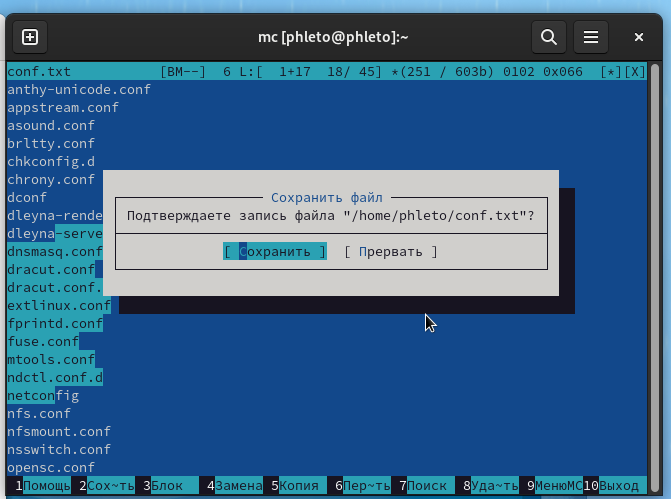 mc [phleto@phleto]:~
conf.txt [BM--] 6 L:[ 1+17 18/ 45] *(251 / 603b) 0102 0x066 [*][X]
anthy-unicode.conf
appstream.conf
asound.conf
brltty.conf
chkconfig.d
chrony.conf
dconf
dleyna-rende
dleyna-serve
dnsmasq.conf
dracut.conf
dracut.conf.
extlinux.conf
fprintd.conf
fuse.conf
mtools.conf
ndctl.conf.d
netconfig
nfs.conf
nfsmount.conf
nsswitch.conf
opensc.conf
Сохранить файл
Подтверждаете запись файла "/home/phleto/conf.txt"?
[ Сохранить ] [ Прервать ]
1Помощь 2Сох~ть 3Блок 4Замена 5Копия 6Пер~ть 7Поиск 8Уда~ть 9МенюMC 10Выход